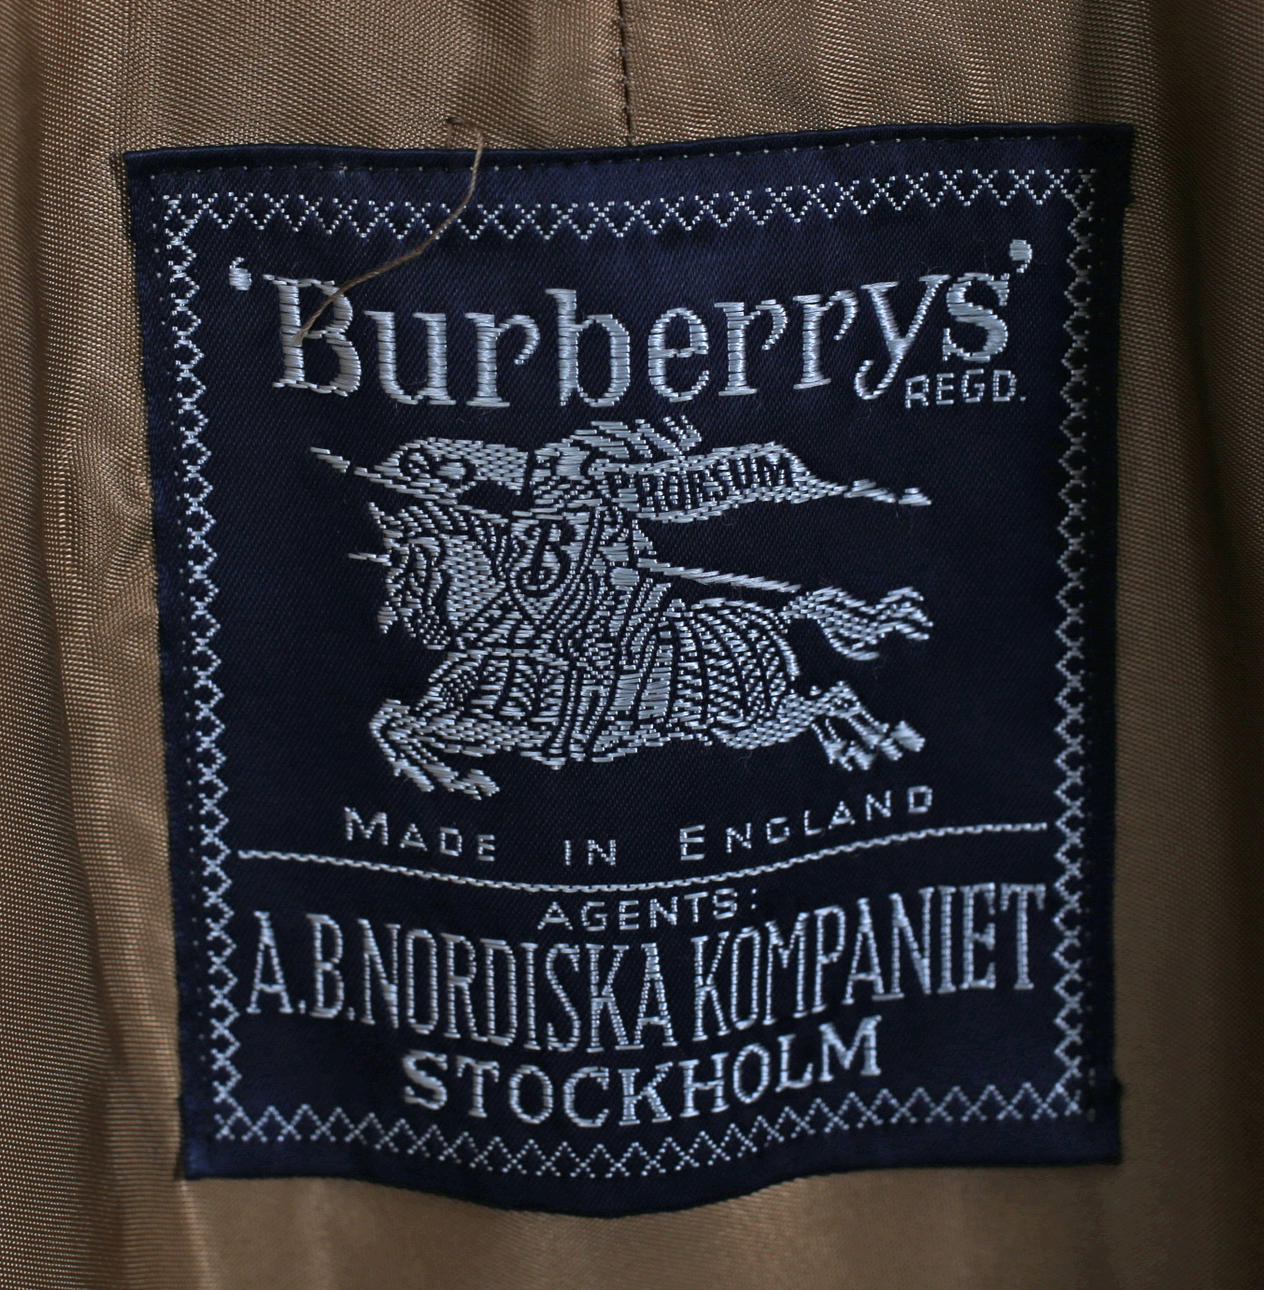 'Burberrys'
REGD.
PRORSUM
B
MADE IN ENGLAND
AGENTS:
A.B. NORDISKA KOMPANIET
STOCKHOLM